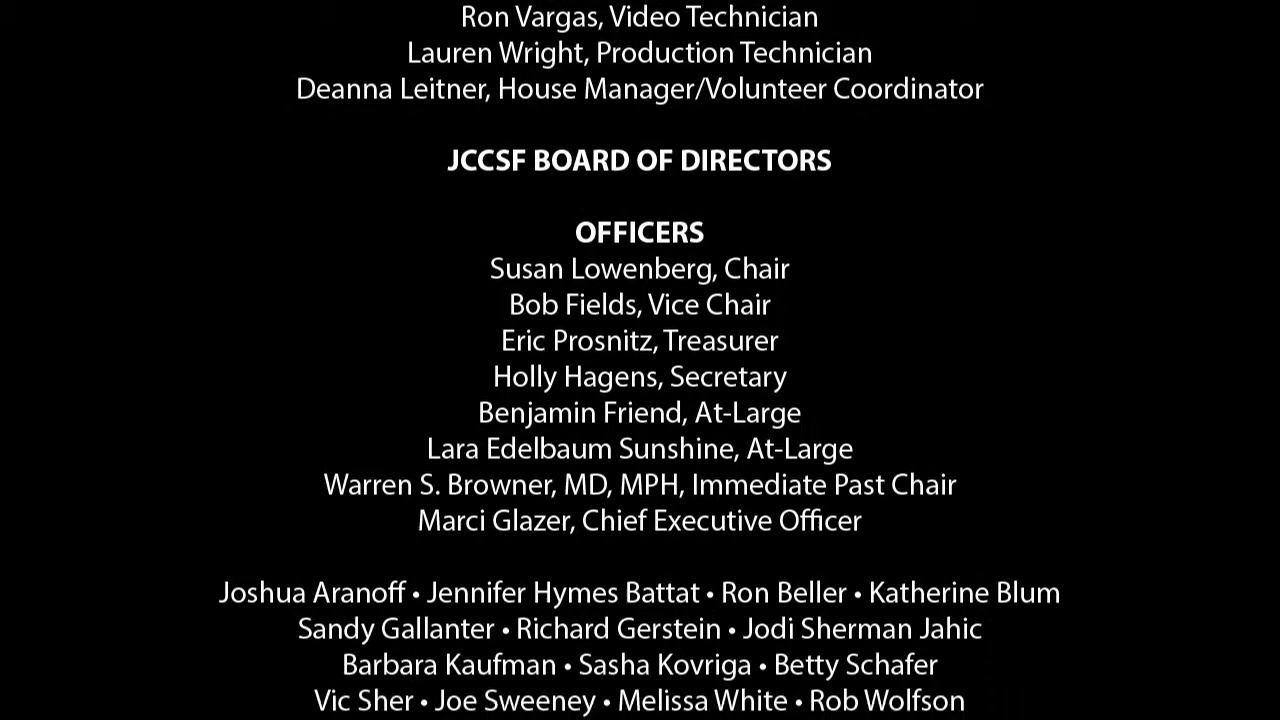 Ron Vargas, Video Technician
Lauren Wright, Production Technician
Deanna Leitner, House Manager/Volunteer Coordinator
JCCSF BOARD OF DIRECTORS
OFFICERS
Susan Lowenberg, Chair
Bob Fields, Vice Chair
Eric Prosnitz, Treasurer
Holly Hagens, Secretary
Benjamin Friend, At-Large
Lara Edelbaum Sunshine, At-Large
Warren S. Browner, MD, MPH, Immediate Past Chair
Marci Glazer, Chief Executive Officer
Joshua Aranoff • Jennifer Hymes Battat • Ron Beller • Katherine Blum
Sandy Gallanter • Richard Gerstein • Jodi Sherman Jahic
Barbara Kaufman • Sasha Kovriga • Betty Schafer
Vic Sher • Joe Sweeney • Melissa White • Rob Wolfson